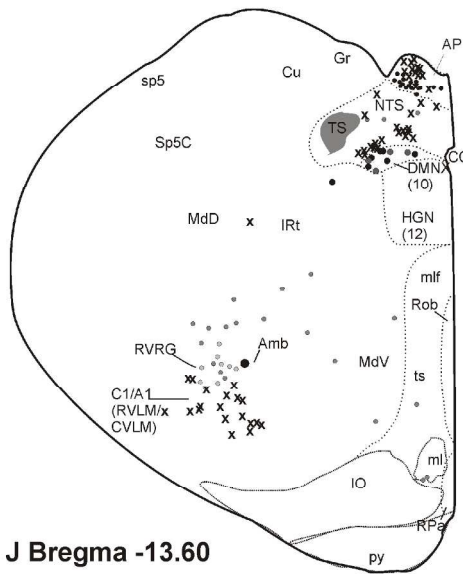 AP
Gr
Cu
sp5
NTS
TS
Sp5C
CC
DMNX
(10)
MdD
IRt
HGN
(12)
mlf
Rob
RVRG
Amb
MdV
C1/A1
(RVLM/
CVLM)
ts
ml
IO
RPa
py
J Bregma -13.60